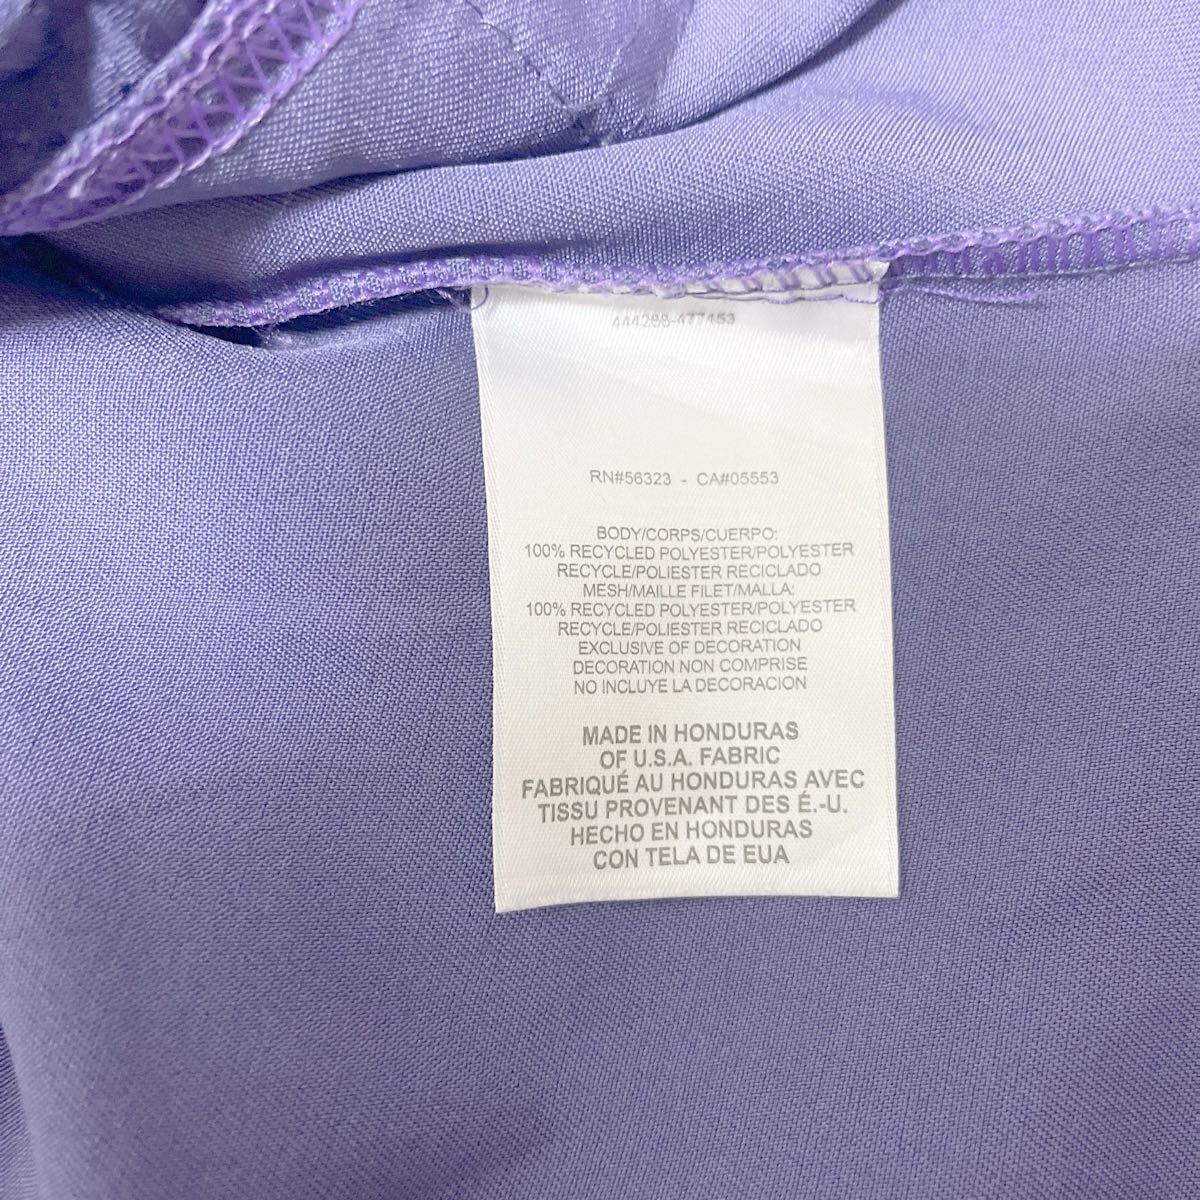 444268-477453
RN#56323 - CA#05553
BODY/CORPS/CUERPO:
100% RECYCLED POLYESTER/POLYESTER
RECYCLE/POLIESTER RECICLADO
MESH/MAILLE FILET/MALLA:
100% RECYCLED POLYESTER/POLYESTER
RECYCLE/POLIESTER RECICLADO
EXCLUSIVE OF DECORATION
DECORATION NON COMPRISE
NO INCLUYE LA DECORACION
MADE IN HONDURAS
OF U.S.A. FABRIC
FABRIQUÉ AU HONDURAS AVEC
TISSU PROVENANT DES É.-U.
HECHO EN HONDURAS
CON TELA DE EUA